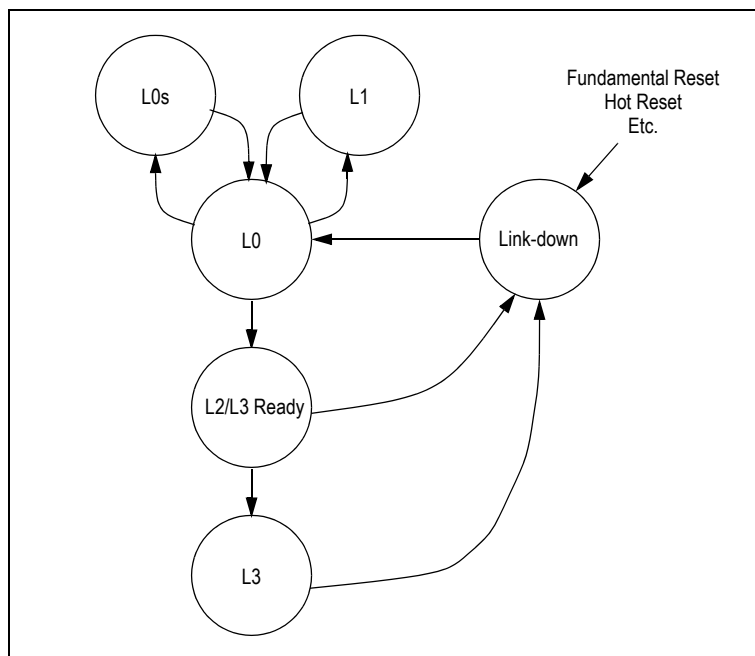 L0s
L1
Fundamental Reset
Hot Reset
Etc.
L0
Link-down
L2/L3 Ready
L3